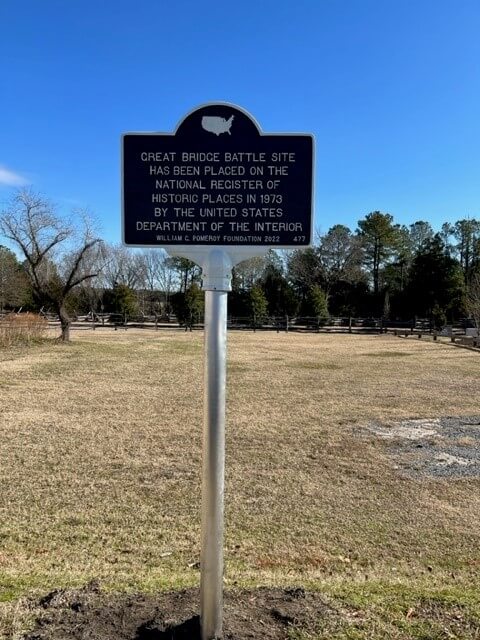 GREAT BRIDGE BATTLE SITE
HAS BEEN PLACED ON THE
NATIONAL REGISTER OF
HISTORIC PLACES IN 1973
BY THE UNITED STATES
DEPARTMENT OF THE INTERIOR
WILLIAM G. POMEROY FOUNDATION 2022 477